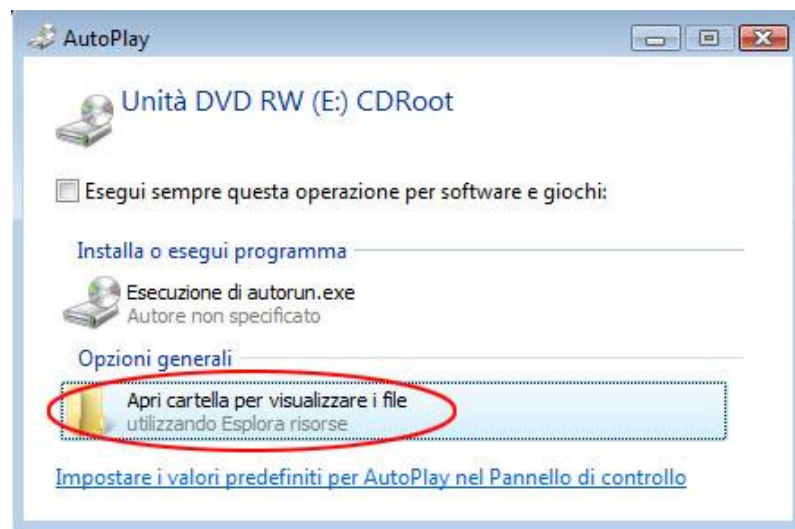 AutoPlay
Unità DVD RW (E:) CDRoot
Esegui sempre questa operazione per software e giochi:
Installa o esegui programma
Esecuzione di autorun.exe
Autore non specificato
Opzioni generali
Apri cartella per visualizzare i file
utilizzando Esplora risorse
Impostare i valori predefiniti per AutoPlay nel Pannello di controllo